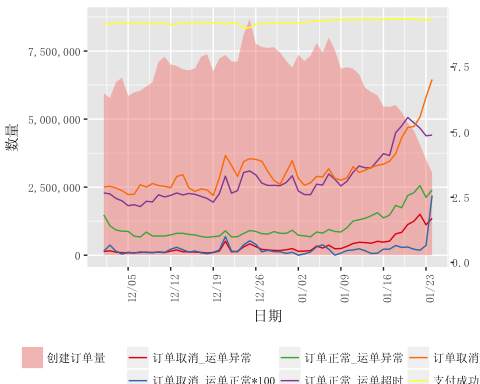 7,500,000
5,000,000
2,500,000
0
数量
7.5
5.0
2.5
0.0
12/05
12/12
12/19
12/26
01/02
01/09
01/16
01/23
日期
创建订单量
订单取消_运单异常
订单正常_运单异常
订单取消
订单取消_运单正常*100
订单正常_运单超时
支付成功